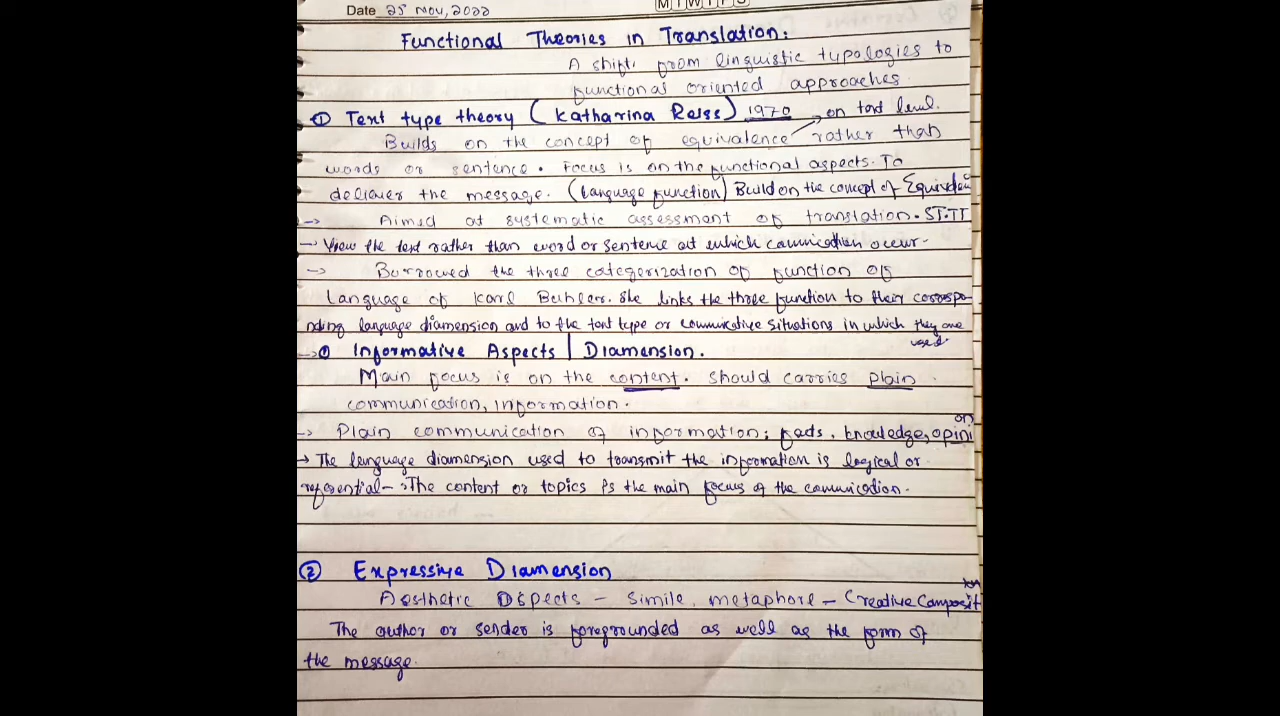 Date 25 Nov, 2022
M T W T F S
Functional Theories in Translation:
A shift from linguistic typologies to
functional oriented approaches.
① Text type theory (Katharina Reiss) 1970 on text level.
Builds on the concept of equivalence rather than
words or sentence. Focus is on the functional aspects. To
deliever the message. (Language function) Build on the concept of
→ Aimed at systematic assessment of translation. ST-TT
→ View the text rather than word or sentence at which communication occur.
→ Borrowed the three categorization of function of
Language of Karl Buhler. She links the three function to their correspo-
nding language diamension and to the text type or communicative situations in which they are
used.
→ ① Informative Aspects | Diamension.
Main focus is on the content. should carries plain
communication, information.
on
→ Plain communication of information: facts, knowledge, opini
→ The language diamension used to transmit the information is logical or
referential → The content or topics is the main focus of the comunication.
② Expressive Diamension
Aesthetic aspects - simile, metaphore - Creative Composit
The author or sender is foregrounded as well as the form of
the message.